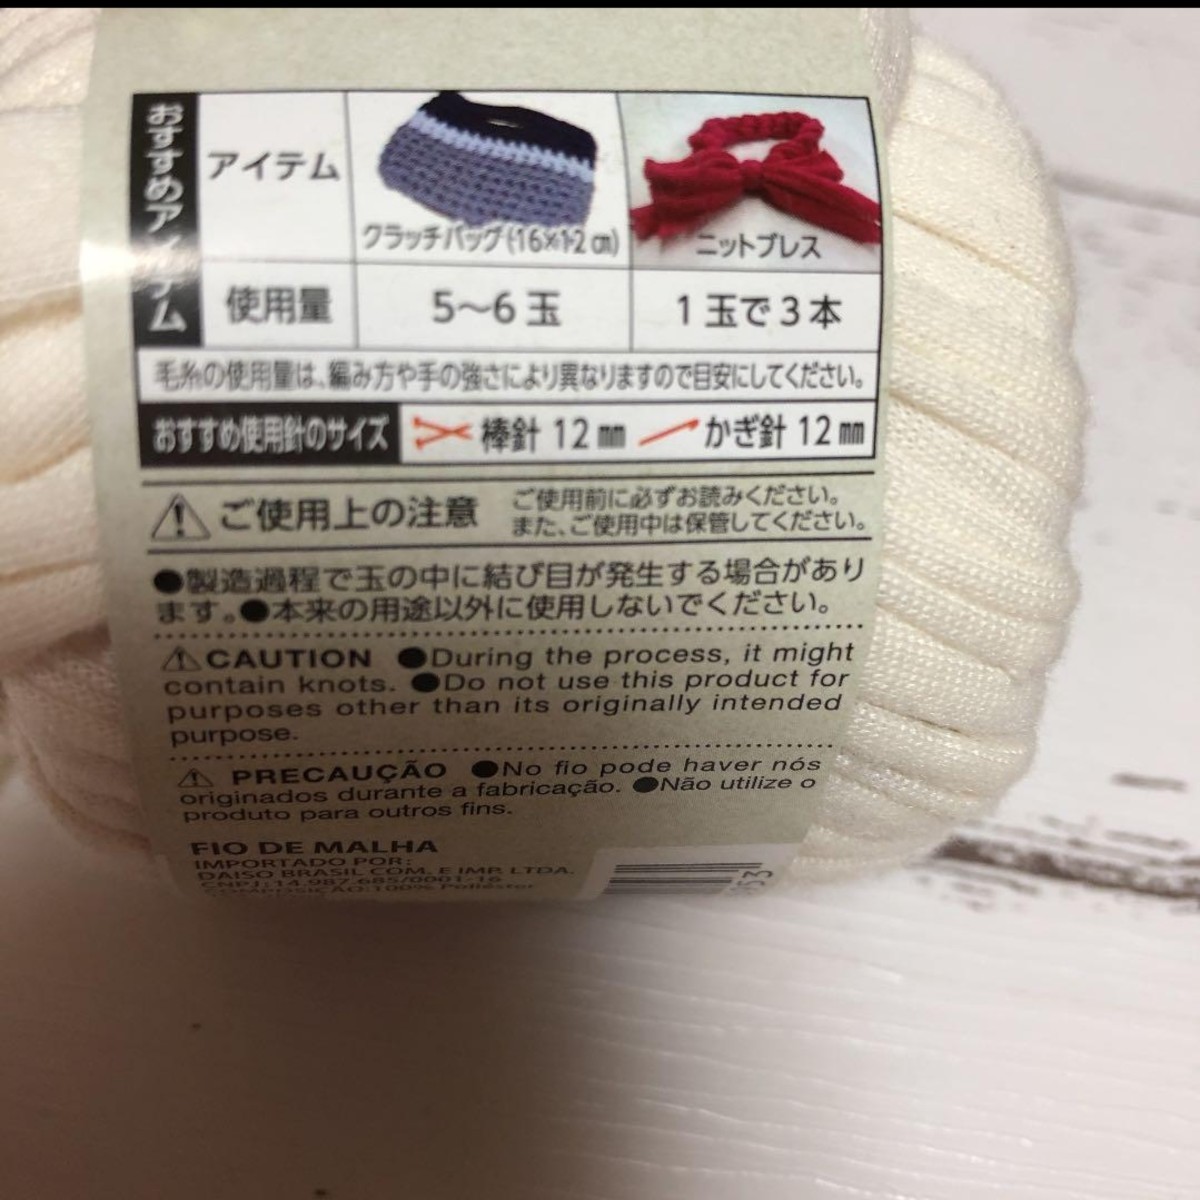 おすすめアイテム
アイテム
クラッチバッグ(16×12㎝)
ニットブレス
使用量
5〜6玉
1玉で3本
毛糸の使用量は、編み方や手の強さにより異なりますので目安にしてください。
おすすめ使用針のサイズ 棒針 12㎜ かぎ針 12㎜
⚠ご使用上の注意
ご使用前に必ずお読みください。
また、ご使用中は保管してください。
●製造過程で玉の中に結び目が発生する場合があり
ます。●本来の用途以外に使用しないでください。
⚠CAUTION ●During the process, it might
contain knots. ●Do not use this product for
purposes other than its originally intended
purpose.
⚠ PRECAUÇÃO ●No fio pode haver nós
originados durante a fabricação. ●Não utilize o
produto para outros fins.
FIO DE MALHA
IMPORTADO POR:
DAISO BRASIL COM. E IMP. LTDA.
CNPJ:14.987.685/0001-16
COMPOSIÇÃO:100% Poliéster
953